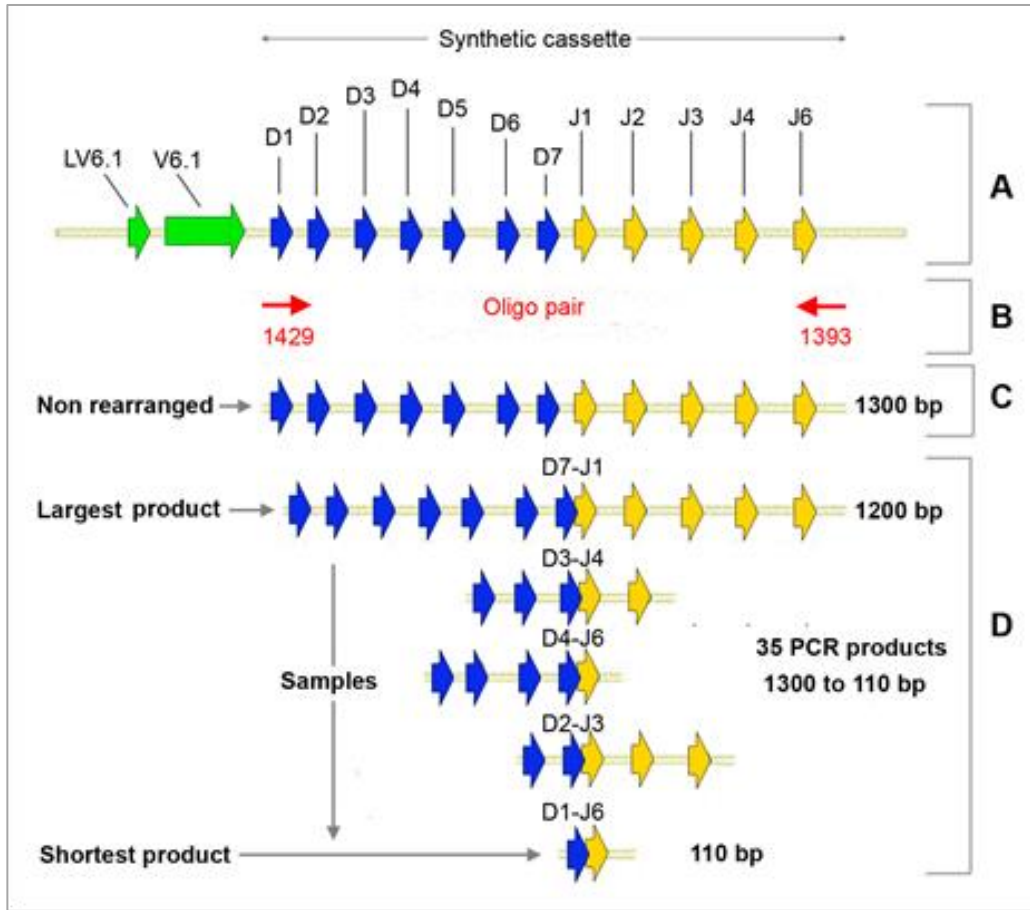 Synthetic cassette
LV6.1
V6.1
D1
D2
D3
D4
D5
D6
D7
J1
J2
J3
J4
J6
A
Oligo pair
1429
1393
B
Non rearranged
1300 bp
C
D7-J1
Largest product
1200 bp
D3-J4
D
35 PCR products
1300 to 110 bp
D4-J6
Samples
D2-J3
D1-J6
Shortest product
110 bp